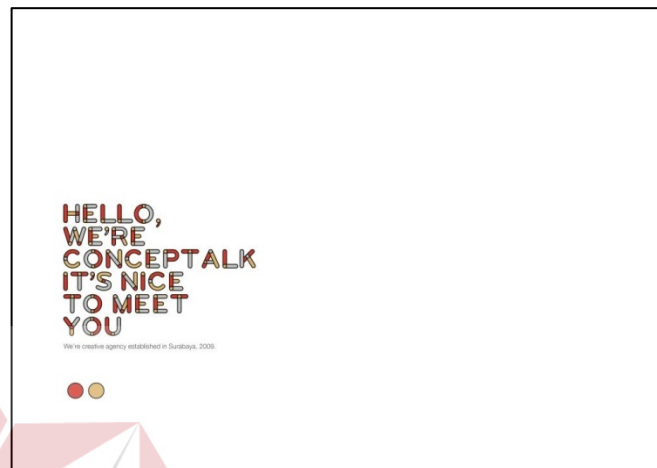 HELLO,
WE'RE
CONCEPTALK
IT'S NICE
TO MEET
YOU
We're creative agency established in Surabaya, 2009.